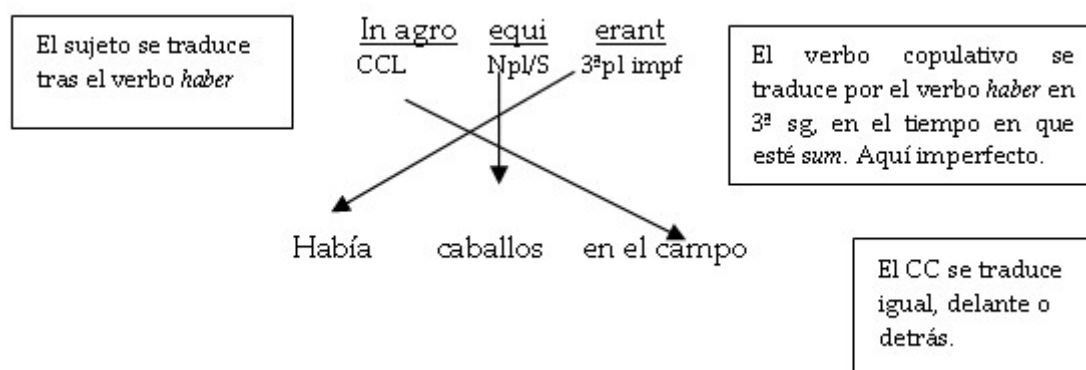 El sujeto se traduce
tras el verbo haber
In agro equi erant
CCL Npl/S 3ªpl impf
El verbo copulativo se
traduce por el verbo haber en
3ª sg, en el tiempo en que
esté sum. Aquí imperfecto.
Había caballos en el campo
El CC se traduce
igual, delante o
detrás.